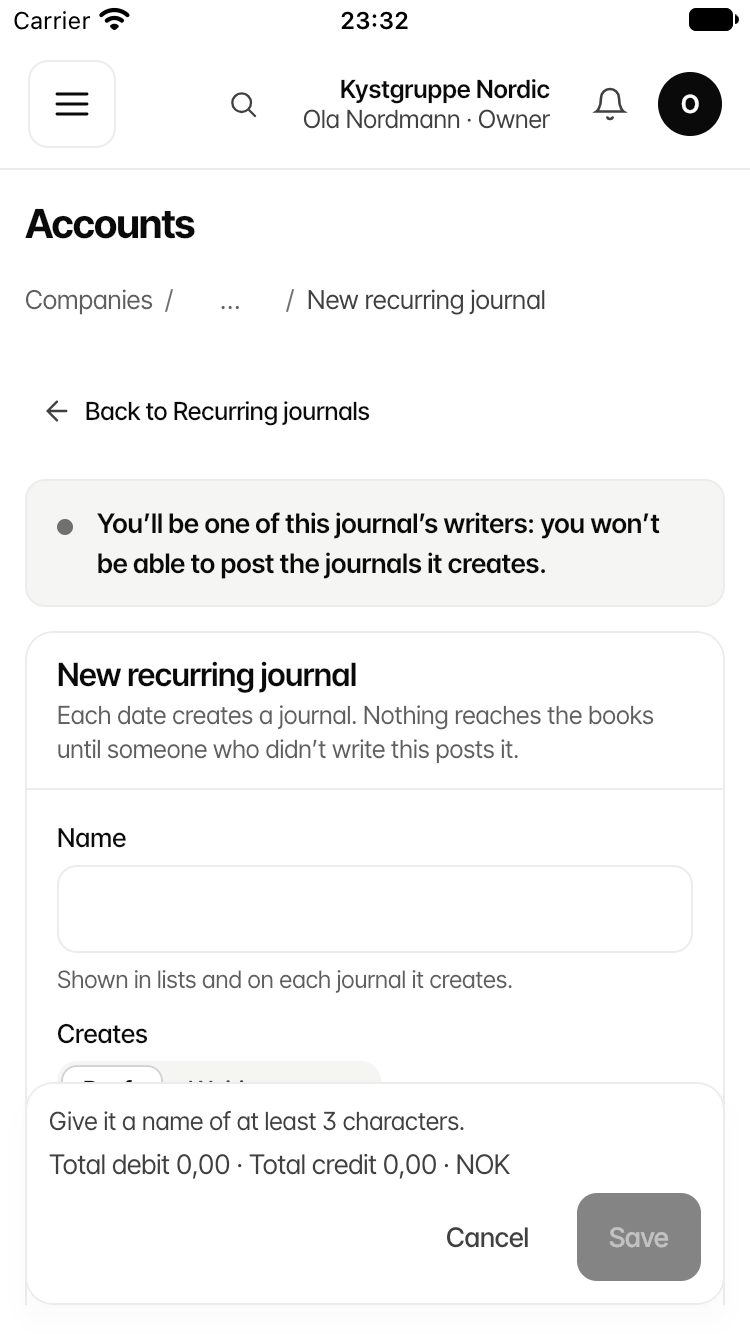 Carrier
23:32
Kystgruppe Nordic
Ola Nordmann · Owner
O
Accounts
Companies / ... / New recurring journal
Back to Recurring journals
You’ll be one of this journal’s writers: you won’t
be able to post the journals it creates.
New recurring journal
Each date creates a journal. Nothing reaches the books
until someone who didn’t write this posts it.
Name
Shown in lists and on each journal it creates.
Creates
Give it a name of at least 3 characters.
Total debit 0,00 · Total credit 0,00 · NOK
Cancel
Save